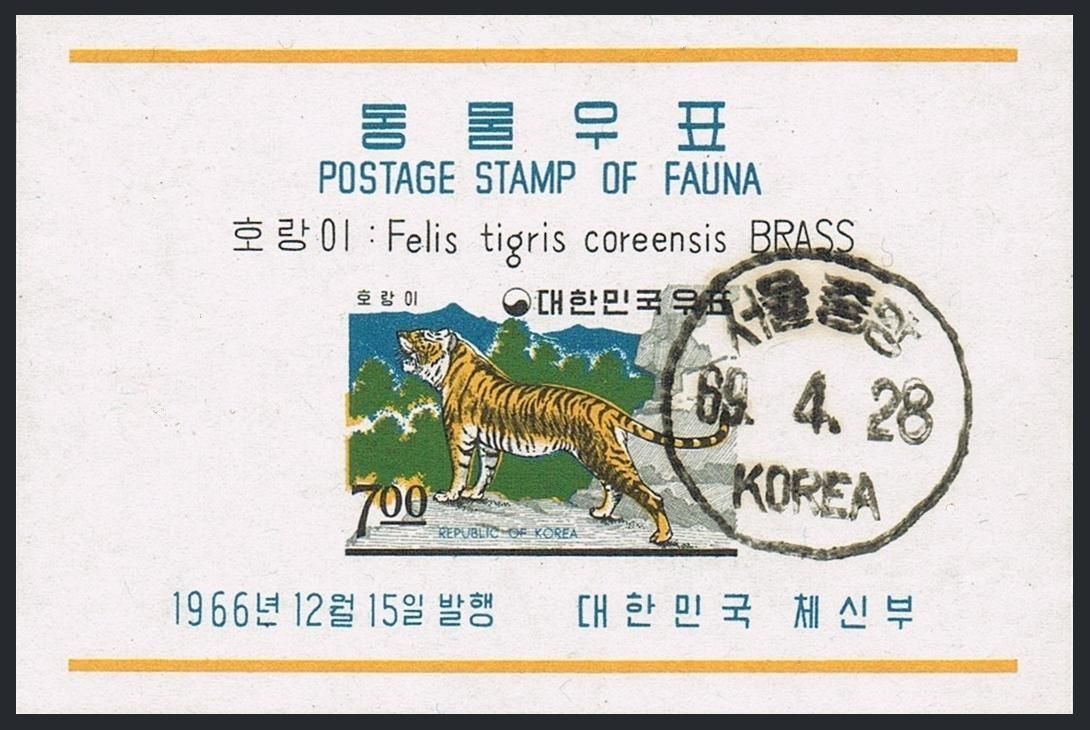 동물우표
POSTAGE STAMP OF FAUNA
호랑이 : Felis tigris coreensis BRASS
호랑이 대한민국우표
서울중앙
69. 4. 28
KOREA
700
REPUBLIC OF KOREA
1966년 12월 15일 발행 대한민국 체신부